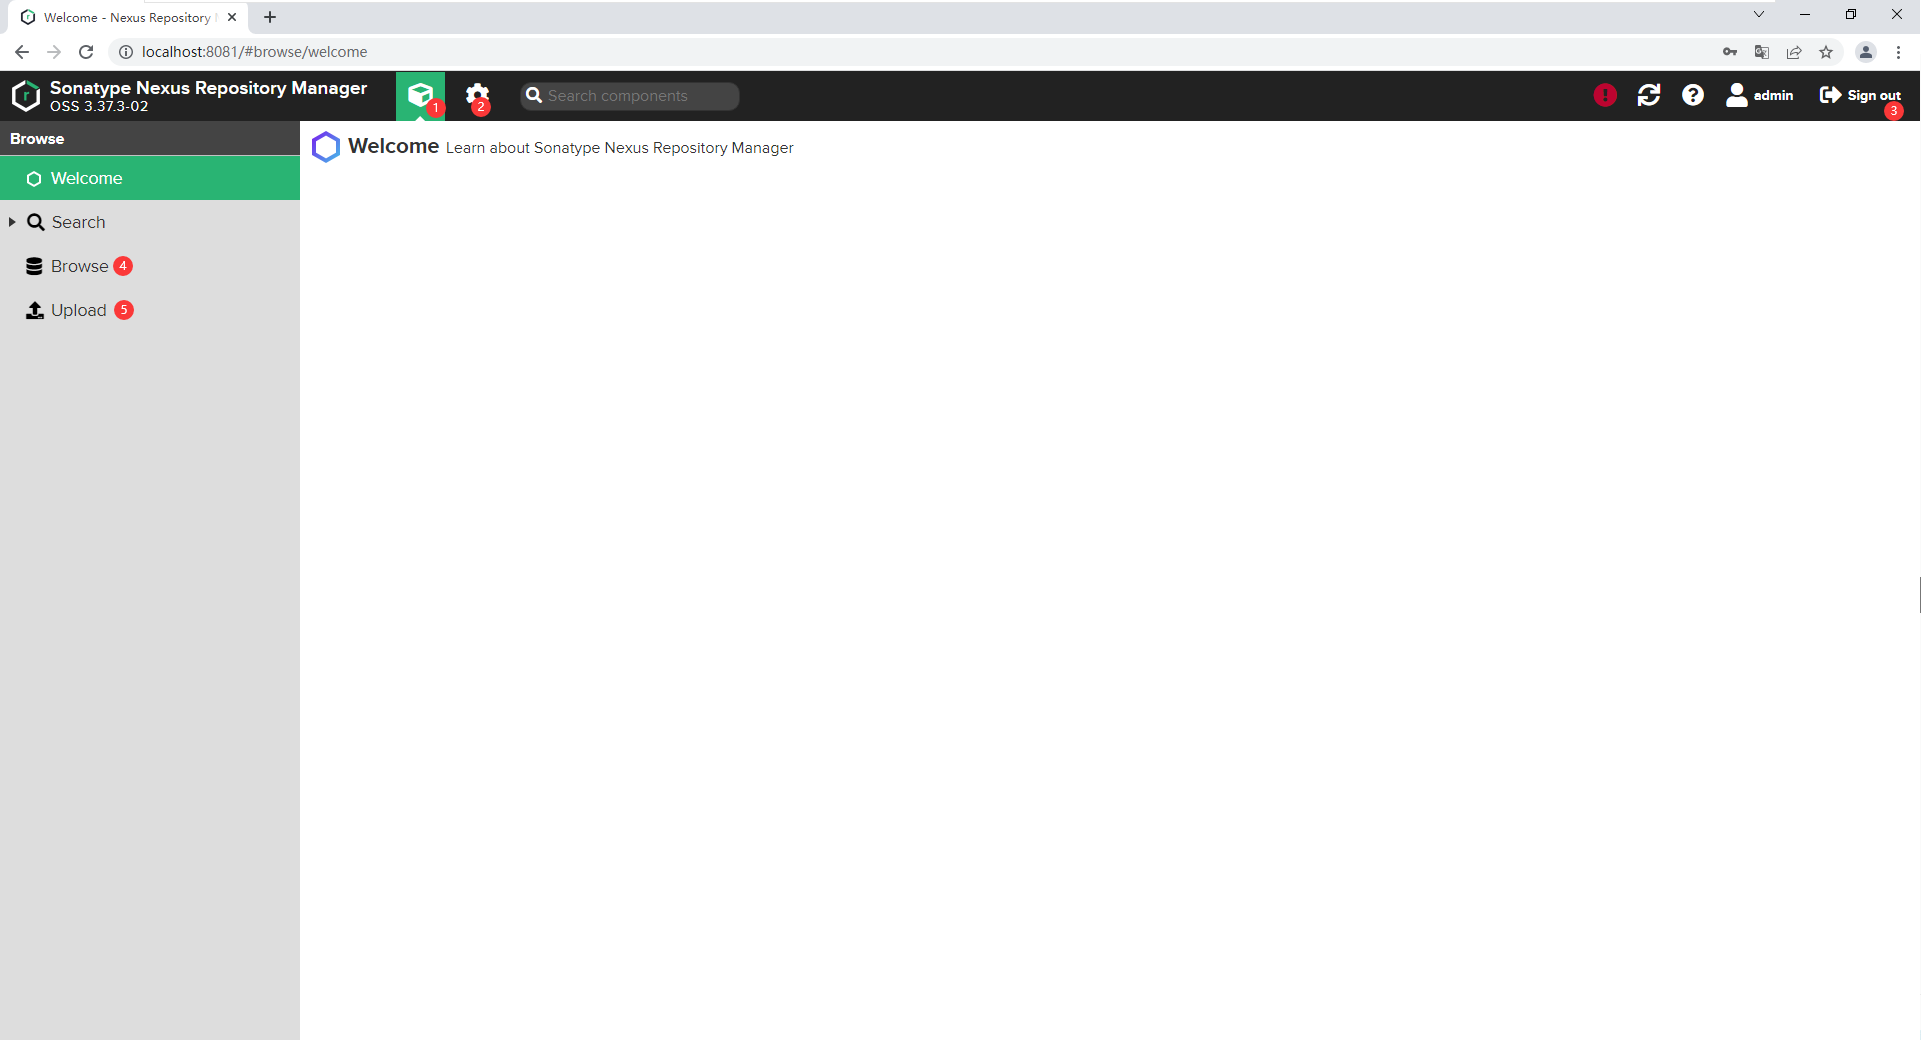 Welcome - Nexus Repository
localhost:8081/#browse/welcome
Sonatype Nexus Repository Manager
OSS 3.37.3-02
1
2
Search components
admin
Sign out
3
Browse
Welcome Learn about Sonatype Nexus Repository Manager
Welcome
Search
Browse 4
Upload 5